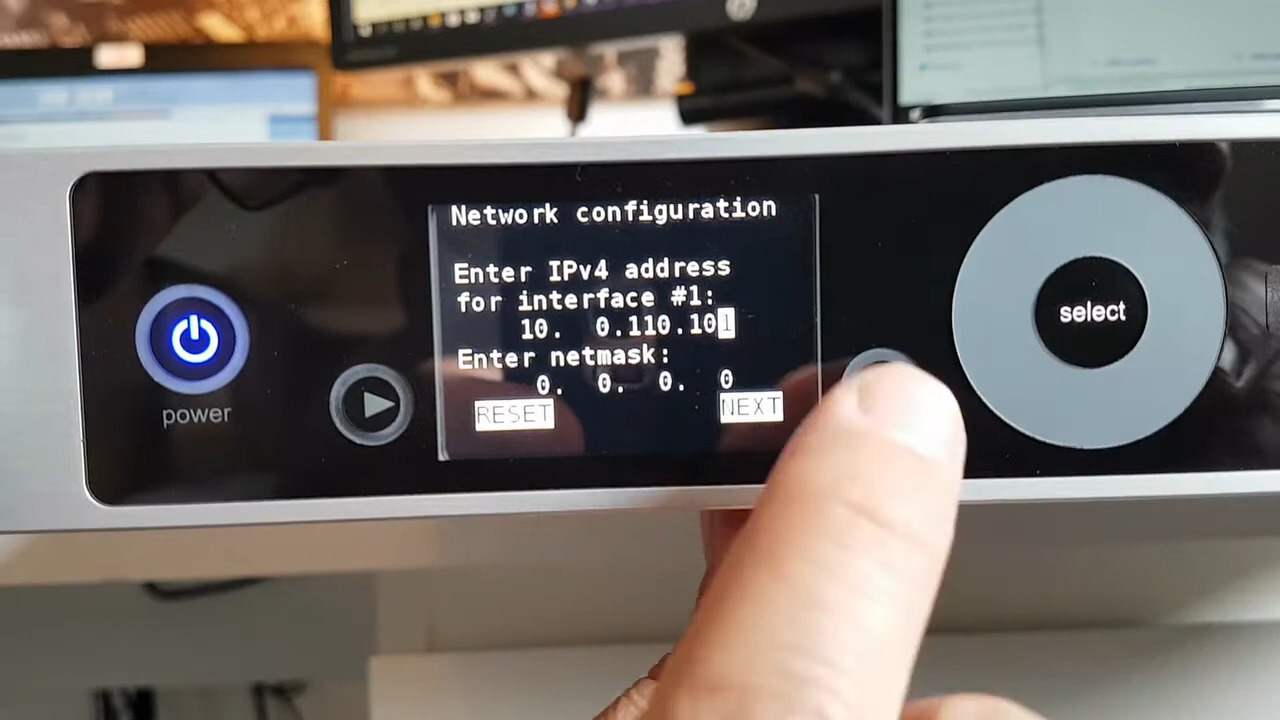 Network configuration
Enter IPv4 address
for interface #1:
10. 0.110.101
Enter netmask:
0. 0. 0. 0
RESET NEXT
power
select